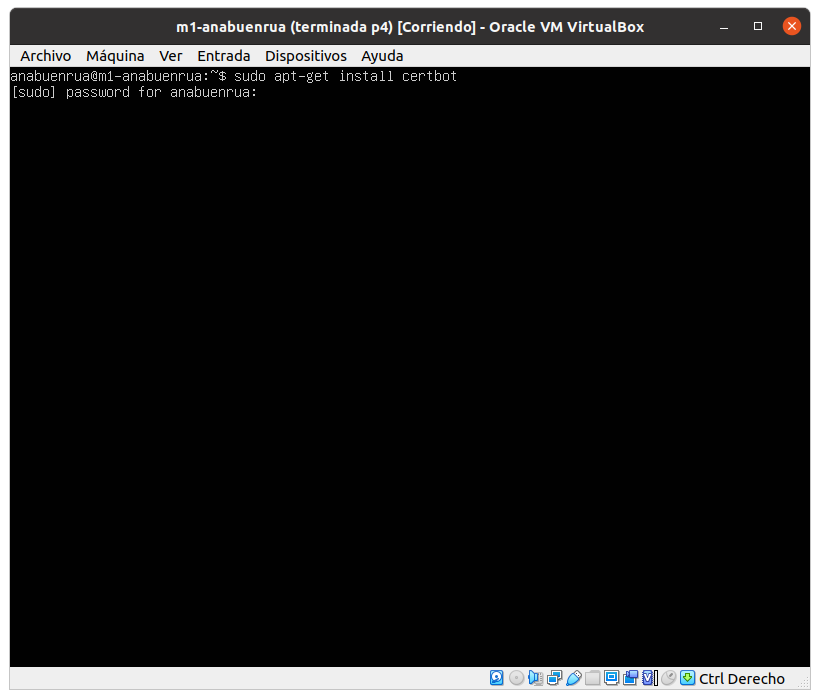 m1-anabuenrua (terminada p4) [Corriendo] - Oracle VM VirtualBox
Archivo Máquina Ver Entrada Dispositivos Ayuda
anabuenrua@m1-anabuenrua:~$ sudo apt-get install certbot
[sudo] password for anabuenrua:
Ctrl Derecho